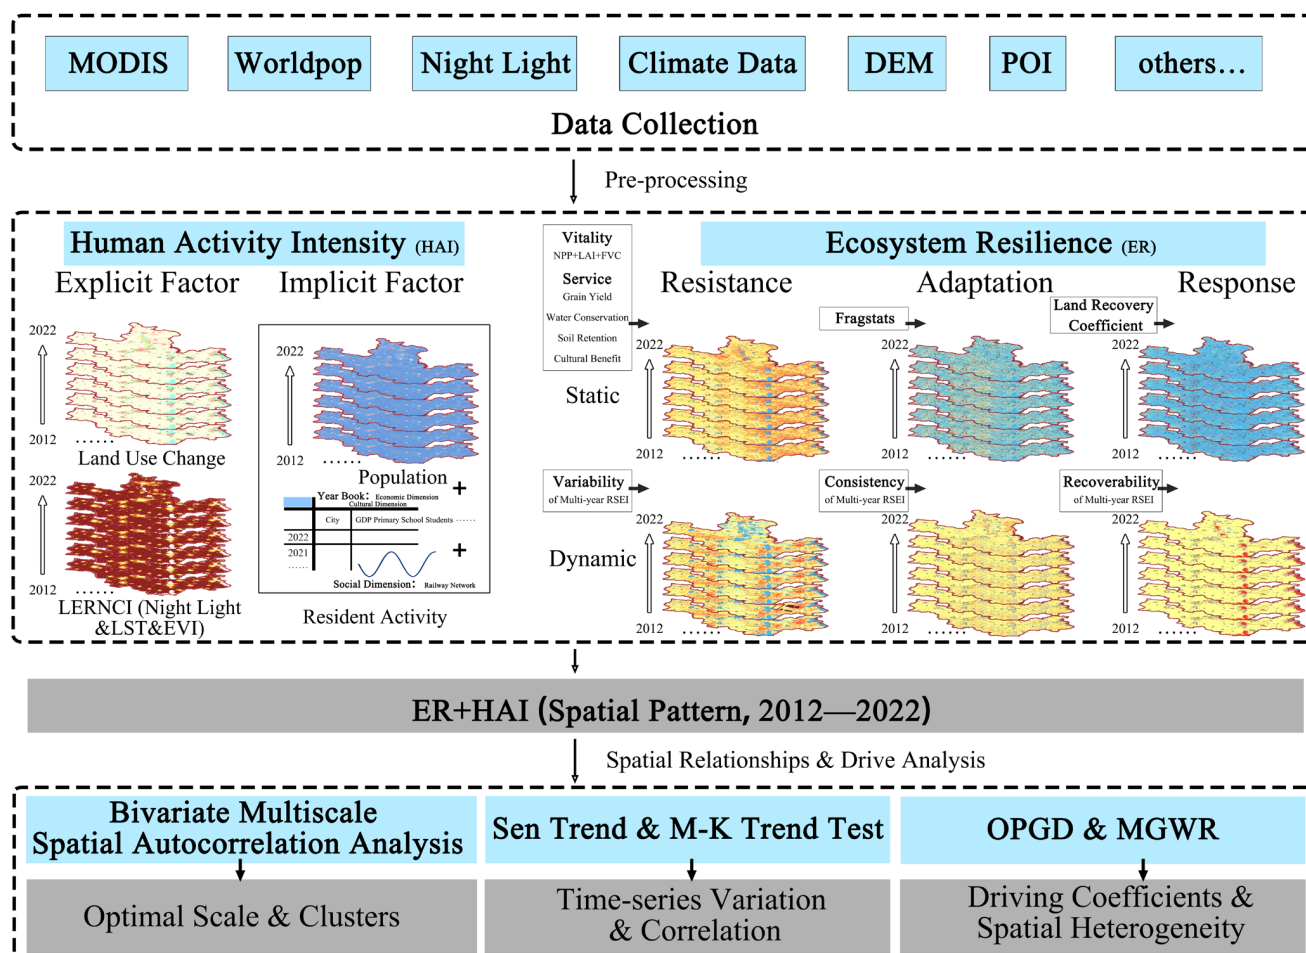 MODIS
Worldpop
Night Light
Climate Data
DEM
POI
others...
Data Collection
Pre-processing
Human Activity Intensity (HAI)
Explicit Factor
Implicit Factor
2022
2012
......
Land Use Change
2022
2012
......
LERNCI (Night Light
&LST&EVI)
2022
2012
......
Population
+
Year Book: Economic Dimension
Cultural Dimension
City
GDP Primary School Students ......
2022
2021
......
+
Social Dimension: Railway Network
Resident Activity
Vitality
NPP+LAI+FVC
Service
Grain Yield
Water Conservation
Soil Retention
Cultural Benefit
Static
Dynamic
Ecosystem Resilience (ER)
Resistance
Adaptation
Response
2022
2012
......
Fragstats
2022
2012
......
Land Recovery
Coefficient
2022
2012
......
Variability
of Multi-year RSEI
2022
2012
......
Consistency
of Multi-year RSEI
2022
2012
......
Recoverability
of Multi-year RSEI
2022
2012
......
ER+HAI (Spatial Pattern, 2012—2022)
Spatial Relationships & Drive Analysis
Bivariate Multiscale
Spatial Autocorrelation Analysis
Optimal Scale & Clusters
Sen Trend & M-K Trend Test
Time-series Variation
& Correlation
OPGD & MGWR
Driving Coefficients &
Spatial Heterogeneity